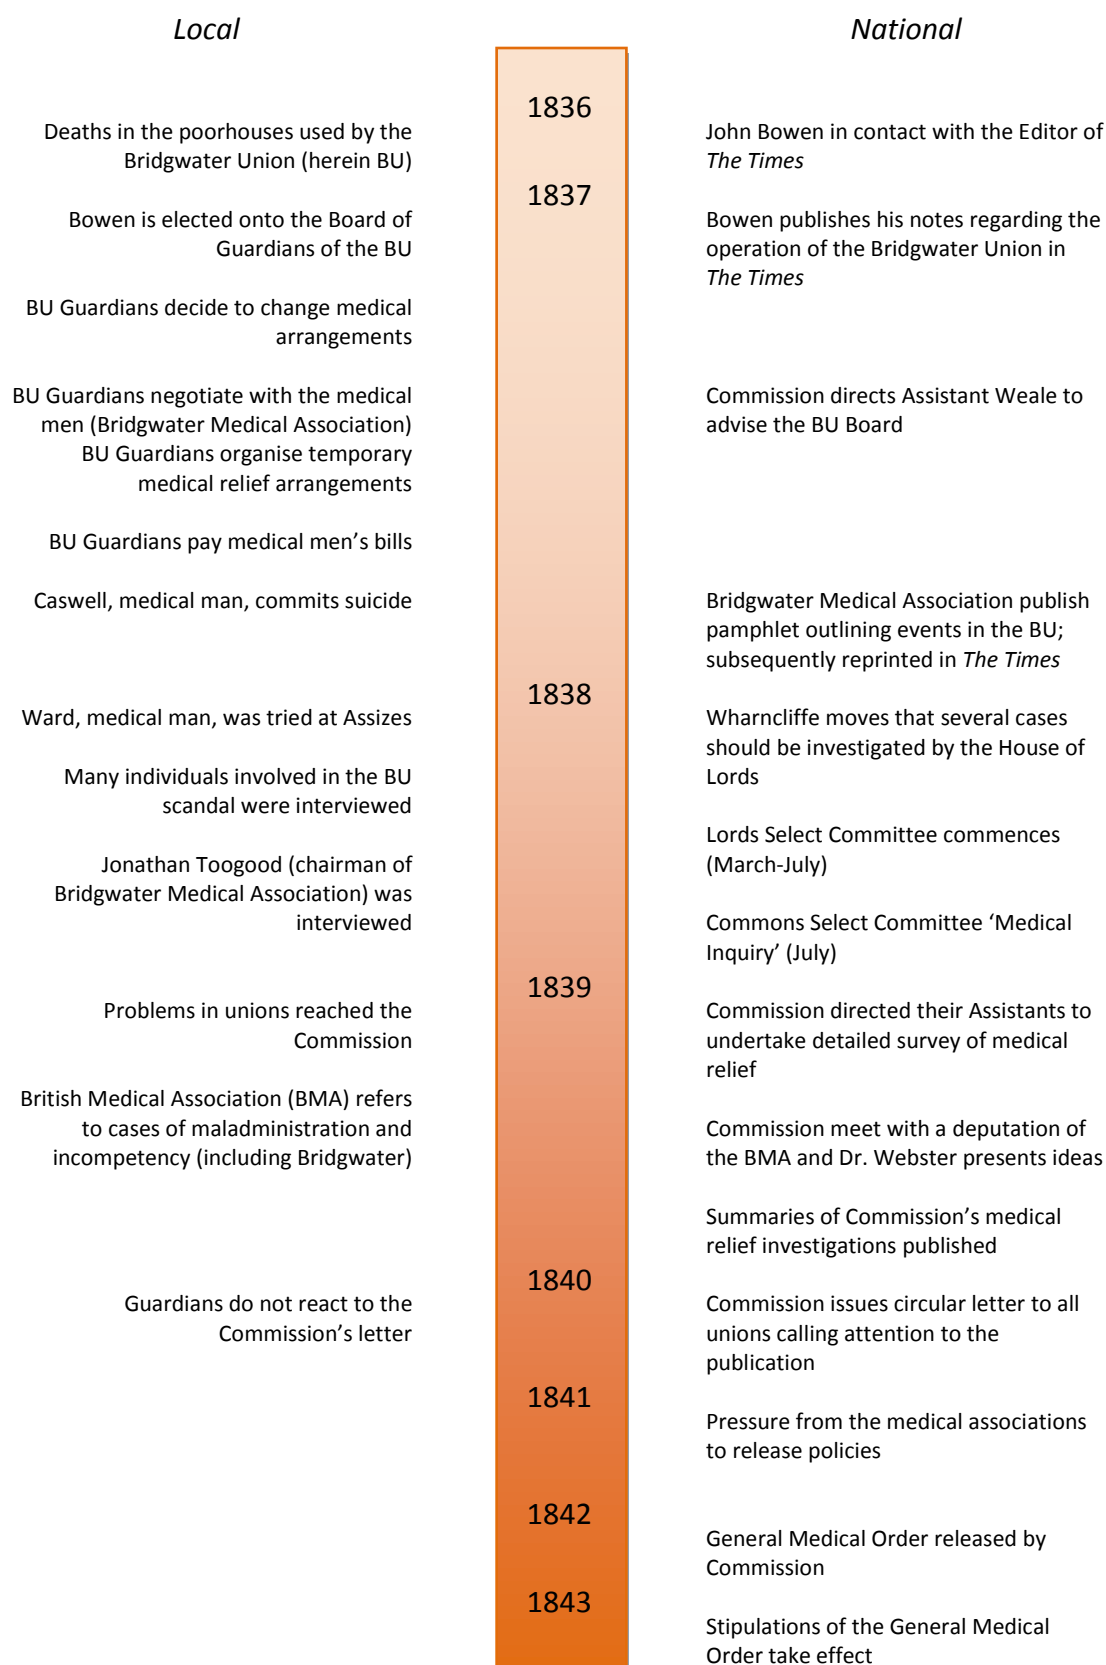 Local
National
1836
Deaths in the poorhouses used by the
Bridgwater Union (herein BU)
John Bowen in contact with the Editor of
The Times
1837
Bowen is elected onto the Board of
Guardians of the BU
Bowen publishes his notes regarding the
operation of the Bridgwater Union in
The Times
BU Guardians decide to change medical
arrangements
BU Guardians negotiate with the medical
men (Bridgwater Medical Association)
BU Guardians organise temporary
medical relief arrangements
Commission directs Assistant Weale to
advise the BU Board
BU Guardians pay medical men’s bills
Caswell, medical man, commits suicide
Bridgwater Medical Association publish
pamphlet outlining events in the BU;
subsequently reprinted in The Times
1838
Ward, medical man, was tried at Assizes
Wharncliffe moves that several cases
should be investigated by the House of
Lords
Many individuals involved in the BU
scandal were interviewed
Lords Select Committee commences
(March-July)
Jonathan Toogood (chairman of
Bridgwater Medical Association) was
interviewed
Commons Select Committee ‘Medical
Inquiry’ (July)
1839
Problems in unions reached the
Commission
Commission directed their Assistants to
undertake detailed survey of medical
relief
British Medical Association (BMA) refers
to cases of maladministration and
incompetency (including Bridgwater)
Commission meet with a deputation of
the BMA and Dr. Webster presents ideas
Summaries of Commission’s medical
relief investigations published
1840
Guardians do not react to the
Commission’s letter
Commission issues circular letter to all
unions calling attention to the
publication
1841
Pressure from the medical associations
to release policies
1842
General Medical Order released by
Commission
1843
Stipulations of the General Medical
Order take effect